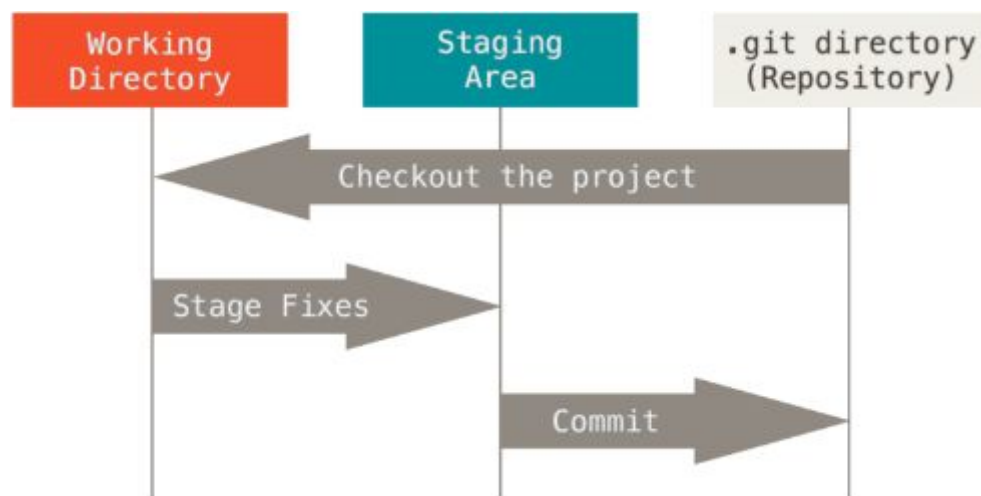 Working
Directory
Staging
Area
.git directory
(Repository)
Checkout the project
Stage Fixes
Commit